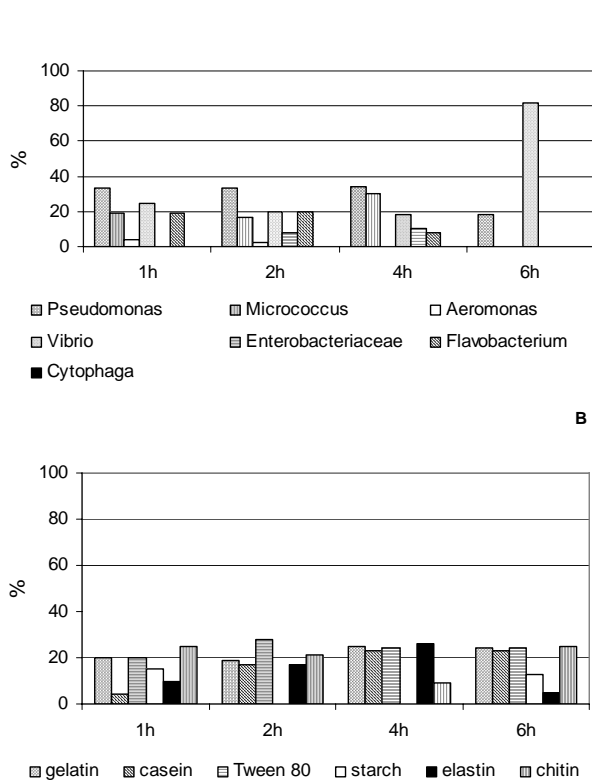 100
80
60
40
20
0
%
1h 2h 4h 6h
Pseudomonas Micrococcus Aeromonas
Vibrio Enterobacteriaceae Flavobacterium
Cytophaga
B
100
80
60
40
20
0
%
1h 2h 4h 6h
gelatin casein Tween 80 starch elastin chitin